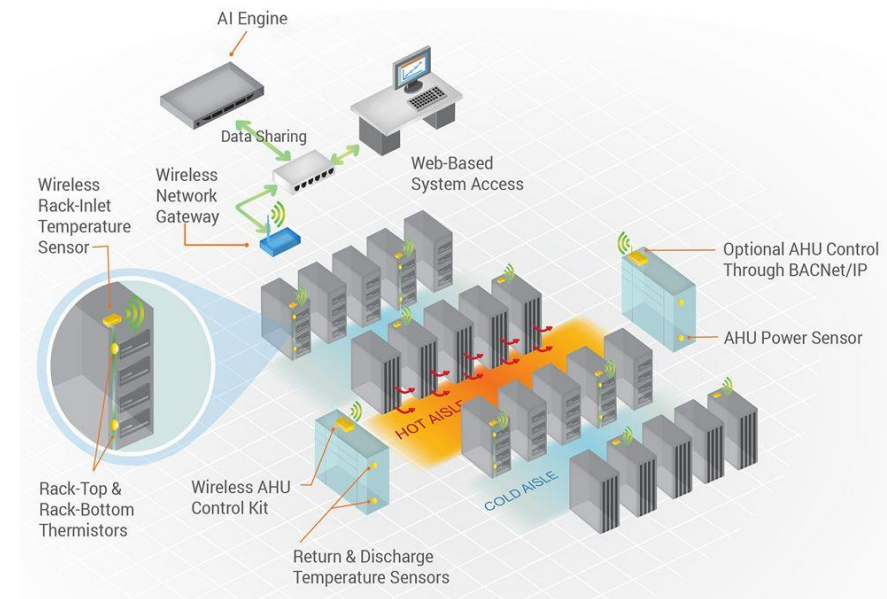 AI Engine
Data Sharing
Web-Based
System Access
Wireless
Network
Gateway
Wireless
Rack-Inlet
Temperature
Sensor
Optional AHU Control
Through BACNet/IP
AHU Power Sensor
HOT AISLE
COLD AISLE
Rack-Top &
Rack-Bottom
Thermistors
Wireless AHU
Control Kit
Return & Discharge
Temperature Sensors